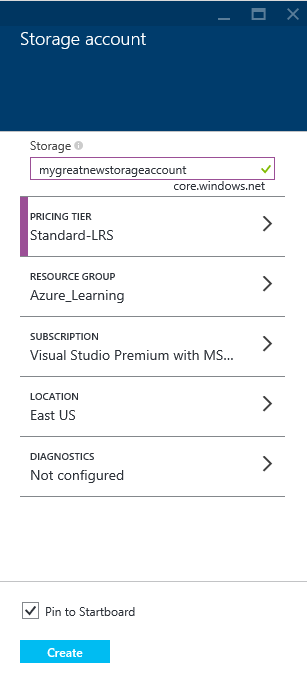 Storage account
Storage
mygreatnewstorageaccount
core.windows.net
PRICING TIER
Standard-LRS
RESOURCE GROUP
Azure_Learning
SUBSCRIPTION
Visual Studio Premium with MS...
LOCATION
East US
DIAGNOSTICS
Not configured
Pin to Startboard
Create